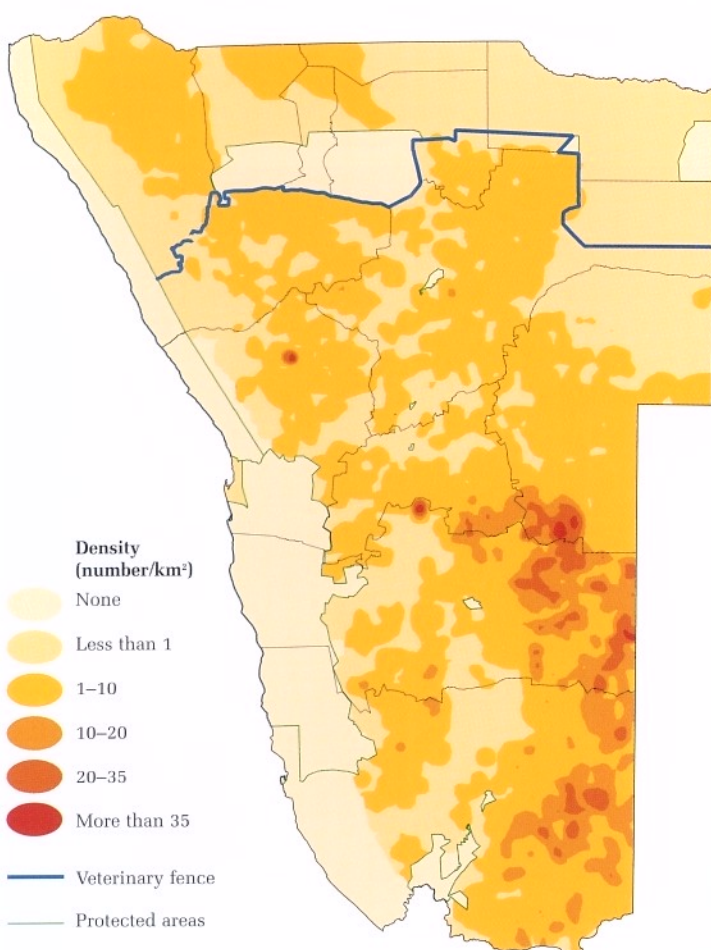 Density
(number/km²)
None
Less than 1
1–10
10–20
20–35
More than 35
Veterinary fence
Protected areas